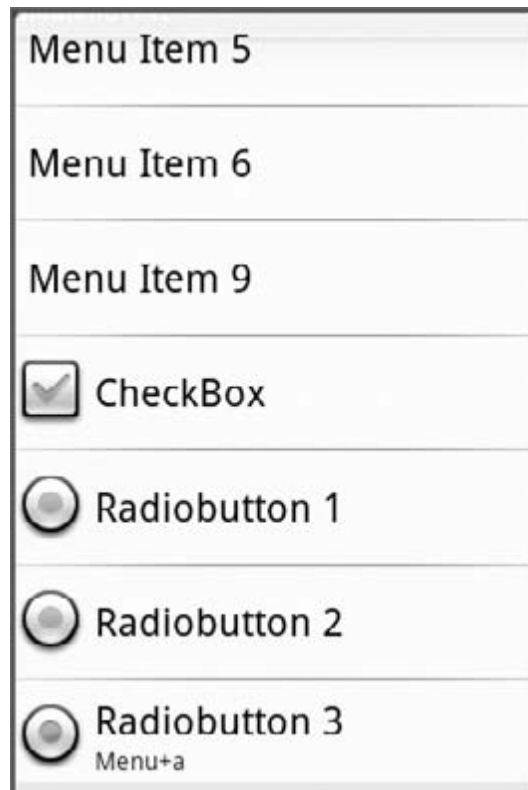 Menu Item 5
Menu Item 6
Menu Item 9
CheckBox
Radiobutton 1
Radiobutton 2
Radiobutton 3
Menu+a